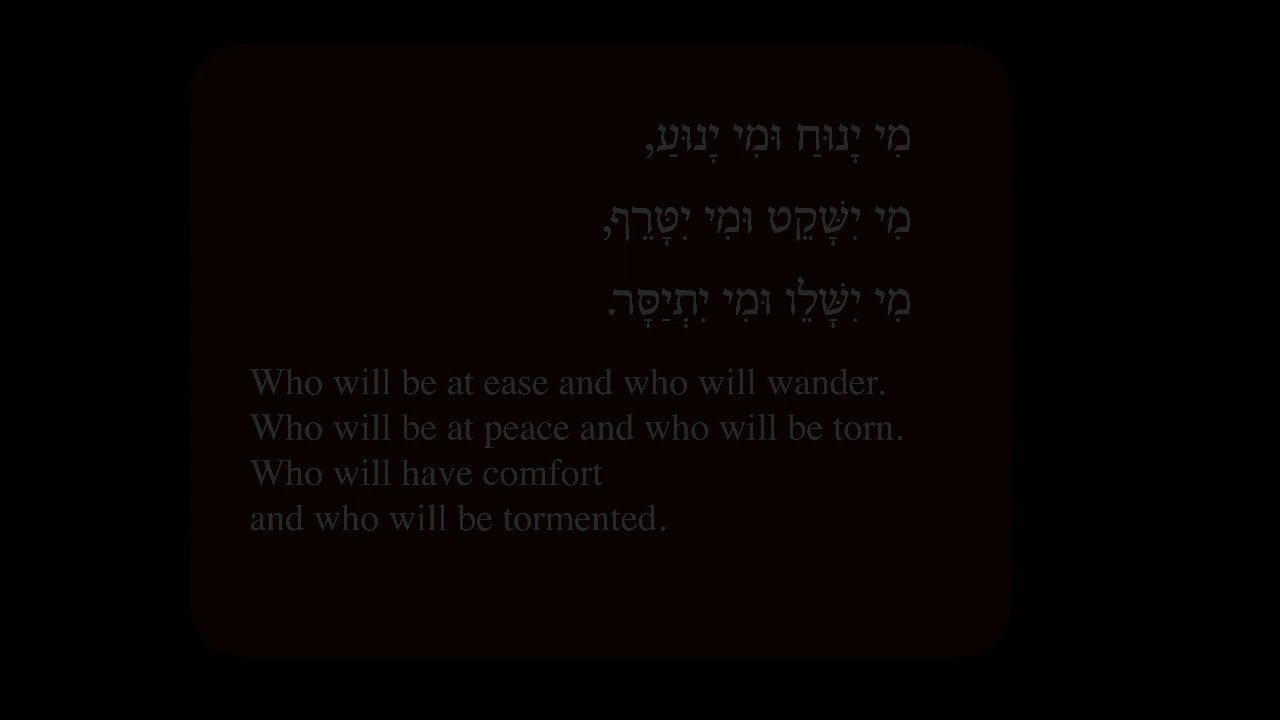 מִי יָנוּחַ וּמִי יָנוּעַ,
מִי יִשָּׁקֵט וּמִי יִטָּרֵף,
מִי יִשָּׁלֵו וּמִי יִתְיַסָּר.
Who will be at ease and who will wander.
Who will be at peace and who will be torn.
Who will have comfort
and who will be tormented.